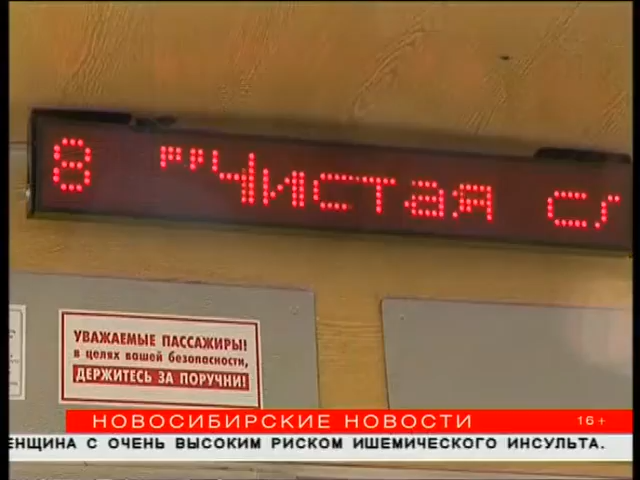 8 ""Чистая сл
УВАЖАЕМЫЕ ПАССАЖИРЫ!
в целях вашей безопасности,
ДЕРЖИТЕСЬ ЗА ПОРУЧНИ!
НОВОСИБИРСКИЕ НОВОСТИ 16+
ЕНЩИНА С ОЧЕНЬ ВЫСОКИМ РИСКОМ ИШЕМИЧЕСКОГО ИНСУЛЬТА.